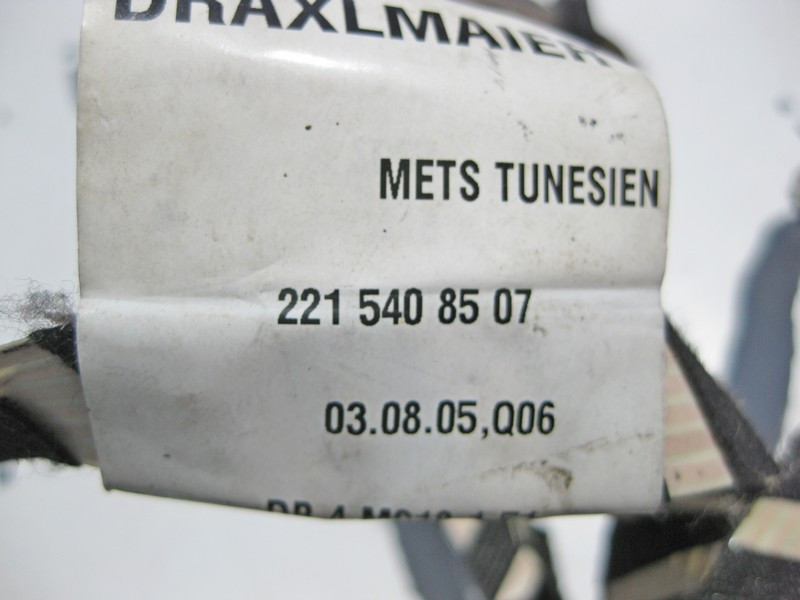 DRAXLMAIER
METS TUNESIEN
221 540 85 07
03.08.05,Q06